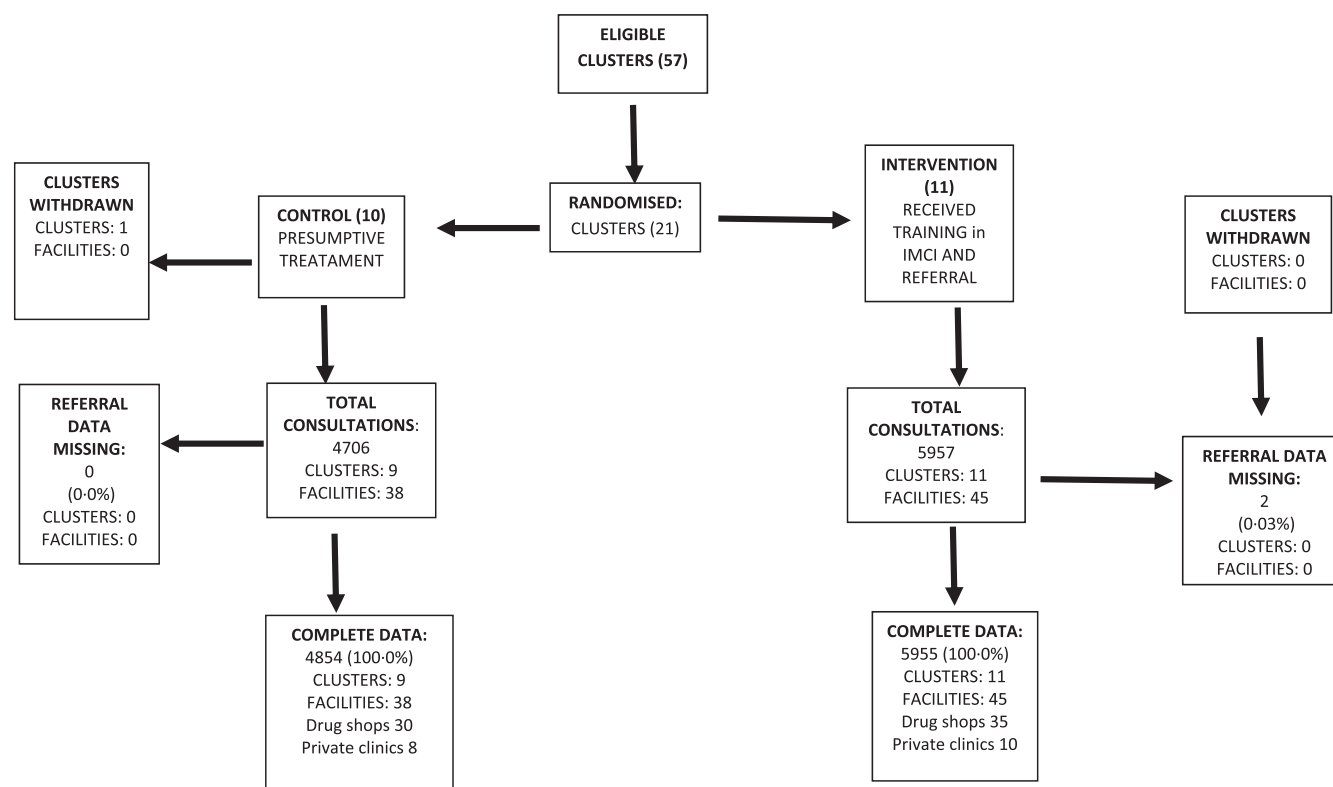 ELIGIBLE
CLUSTERS (57)
RANDOMISED:
CLUSTERS (21)
CLUSTERS
WITHDRAWN
CLUSTERS: 1
FACILITIES: 0
CONTROL (10)
PRESUMPTIVE
TREATAMENT
INTERVENTION
(11)
RECEIVED
TRAINING in
IMCI AND
REFERRAL
CLUSTERS
WITHDRAWN
CLUSTERS: 0
FACILITIES: 0
REFERRAL
DATA
MISSING:
0
(0·0%)
CLUSTERS: 0
FACILITIES: 0
TOTAL
CONSULTATIONS:
4706
CLUSTERS: 9
FACILITIES: 38
TOTAL
CONSULTATIONS:
5957
CLUSTERS: 11
FACILITIES: 45
REFERRAL DATA
MISSING:
2
(0·03%)
CLUSTERS: 0
FACILITIES: 0
COMPLETE DATA:
4854 (100·0%)
CLUSTERS: 9
FACILITIES: 38
Drug shops 30
Private clinics 8
COMPLETE DATA:
5955 (100·0%)
CLUSTERS: 11
FACILITIES: 45
Drug shops 35
Private clinics 10